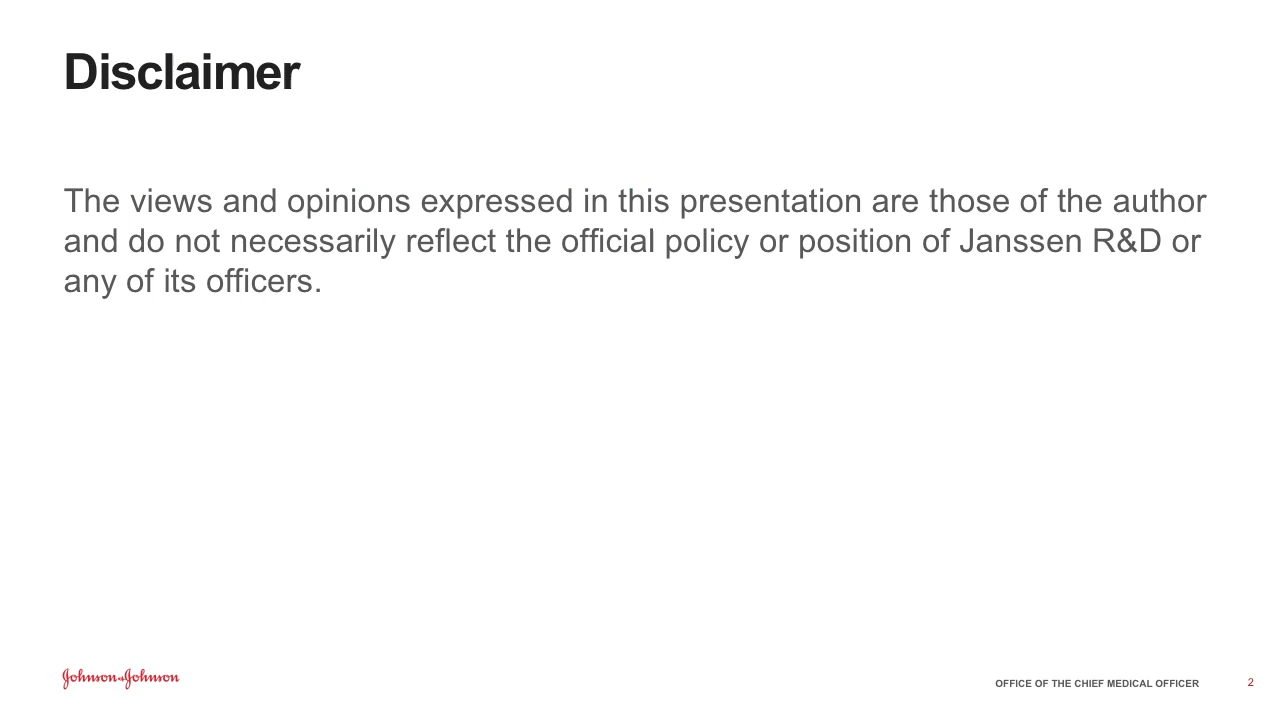 Disclaimer
The views and opinions expressed in this presentation are those of the author
and do not necessarily reflect the official policy or position of Janssen R&D or
any of its officers.
Johnson&Johnson
OFFICE OF THE CHIEF MEDICAL OFFICER
2